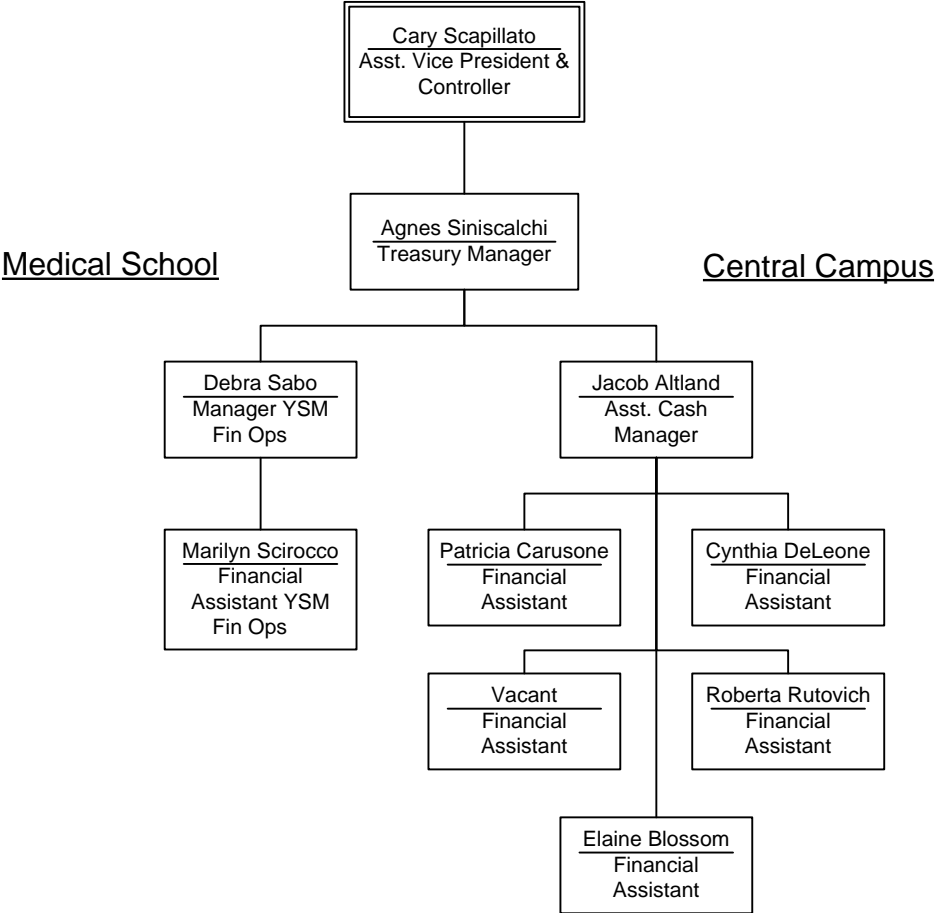 Cary Scapillato
Asst. Vice President &
Controller
Agnes Siniscalchi
Treasury Manager
Medical School
Central Campus
Debra Sabo
Manager YSM
Fin Ops
Jacob Altland
Asst. Cash
Manager
Marilyn Scirocco
Financial
Assistant YSM
Fin Ops
Patricia Carusone
Financial
Assistant
Cynthia DeLeone
Financial
Assistant
Vacant
Financial
Assistant
Roberta Rutovich
Financial
Assistant
Elaine Blossom
Financial
Assistant